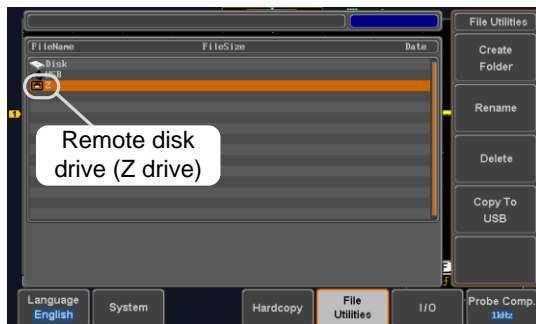 File Utilities
FileName FileSize Date
Disk
USB
Z
Create
Folder
Rename
Delete
Copy To
USB
1
Remote disk
drive (Z drive)
F
Language
English
System
Hardcopy
File
Utilities
I/O
Probe Comp.
1kHz